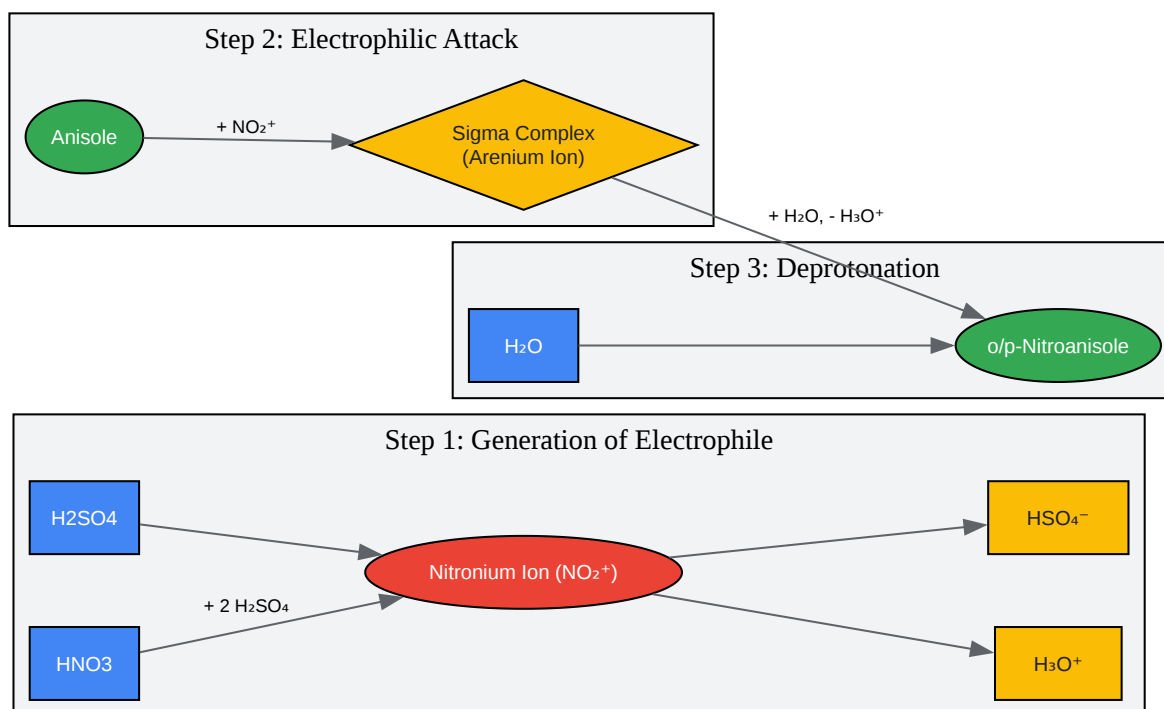 Step 2: Electrophilic Attack
Anisole
+ NO₂⁺
Sigma Complex
(Arenium Ion)
+ H₂O, - H₃O⁺
Step 3: Deprotonation
H₂O
o/p-Nitroanisole
Step 1: Generation of Electrophile
H2SO4
HSO₄⁻
Nitronium Ion (NO₂⁺)
+ 2 H₂SO₄
HNO3
H₃O⁺